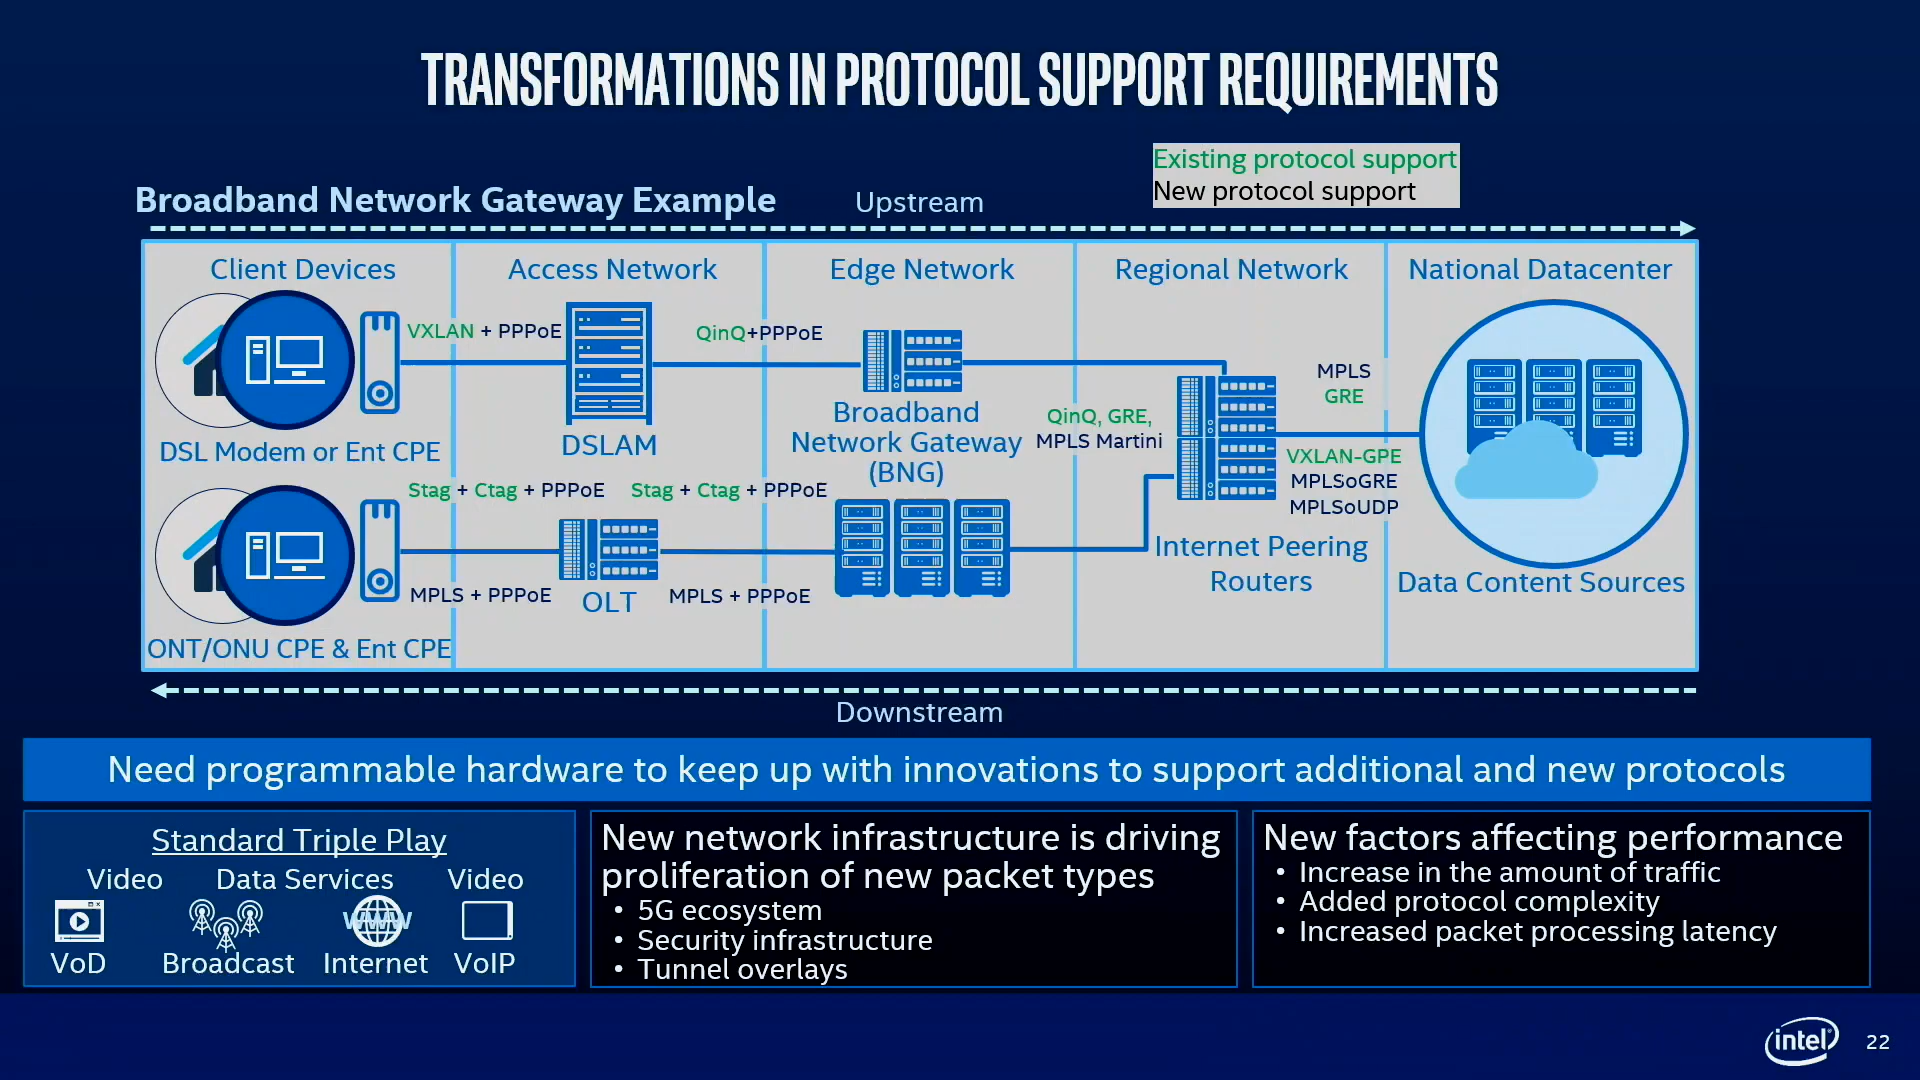 TRANSFORMATIONS IN PROTOCOL SUPPORT REQUIREMENTS
Existing protocol support
New protocol support
Broadband Network Gateway Example
Upstream
Client Devices
Access Network
Edge Network
Regional Network
National Datacenter
VXLAN + PPPoE
QinQ+PPPoE
MPLS
GRE
Broadband
Network Gateway
(BNG)
QinQ, GRE,
MPLS Martini
DSL Modem or Ent CPE
DSLAM
VXLAN-GPE
MPLSoGRE
MPLSoUDP
Stag + Ctag + PPPoE
Stag + Ctag + PPPoE
Internet Peering
Routers
Data Content Sources
MPLS + PPPoE
OLT
MPLS + PPPoE
ONT/ONU CPE & Ent CPE
Downstream
Need programmable hardware to keep up with innovations to support additional and new protocols
Standard Triple Play
Video
Data Services
Video
WWW
VoD
Broadcast
Internet
VoIP
New network infrastructure is driving
proliferation of new packet types
• 5G ecosystem
• Security infrastructure
• Tunnel overlays
New factors affecting performance
• Increase in the amount of traffic
• Added protocol complexity
• Increased packet processing latency
intel
22